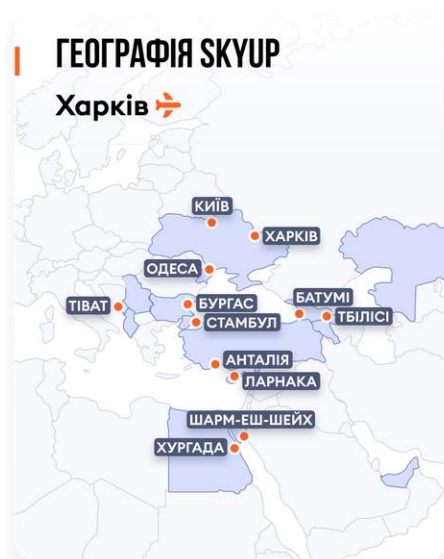 ГЕОГРАФІЯ SKYUP
Харків
КИЇВ
ХАРКІВ
ОДЕСА
ТІВАТ
БУРГАС
СТАМБУЛ
БАТУМІ
ТБІЛІСІ
АНТАЛІЯ
ЛАРНАКА
ШАРМ-ЕШ-ШЕЙХ
ХУРГАДА